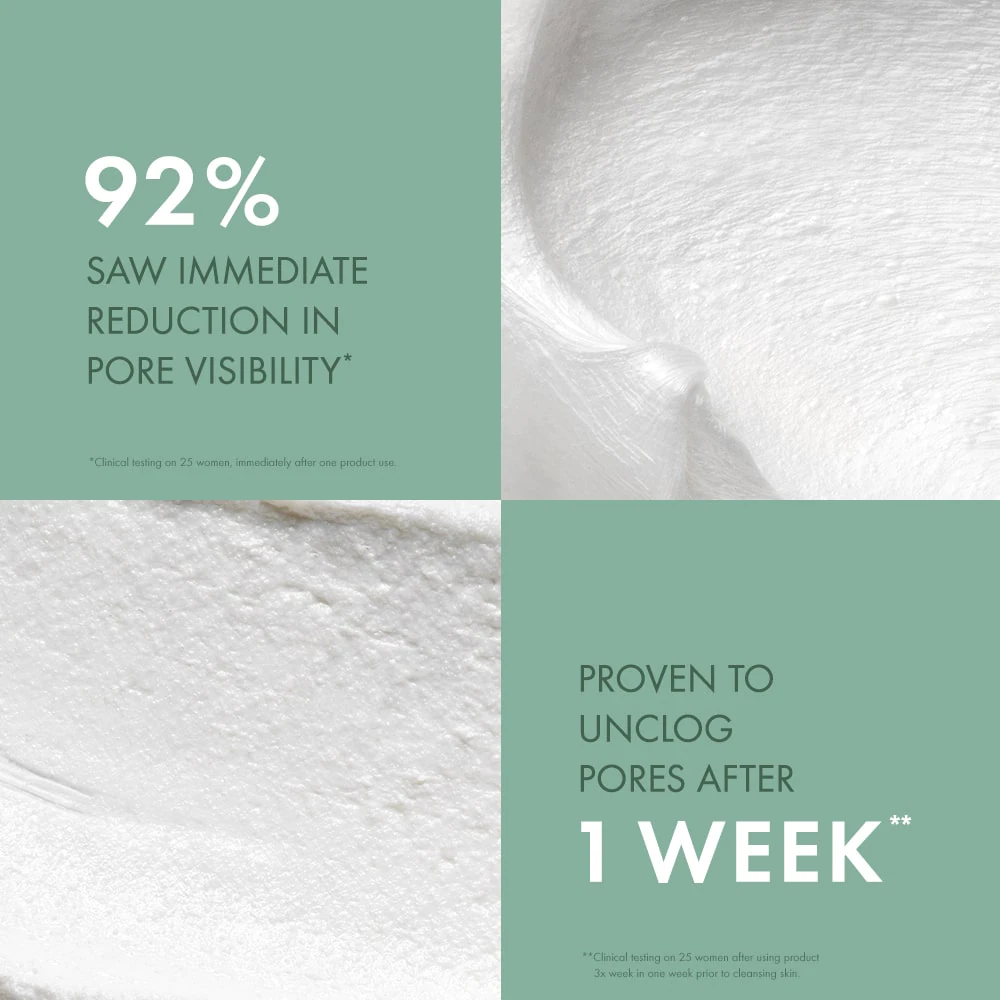 92%
SAW IMMEDIATE
REDUCTION IN
PORE VISIBILITY*
*Clinical testing on 25 women, immediately after one product use.
PROVEN TO
UNCLOG
PORES AFTER
1 WEEK**
**Clinical testing on 25 women after using product
3x week in one week prior to cleansing skin.